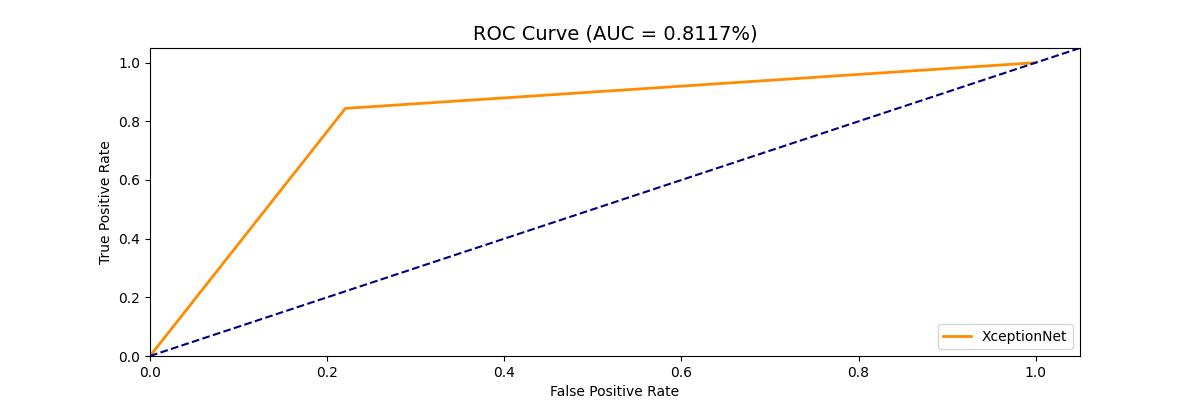 ROC Curve (AUC = 0.8117%)
1.0
0.8
0.6
0.4
0.2
0.0
True Positive Rate
XceptionNet
0.0 0.2 0.4 0.6 0.8 1.0
False Positive Rate